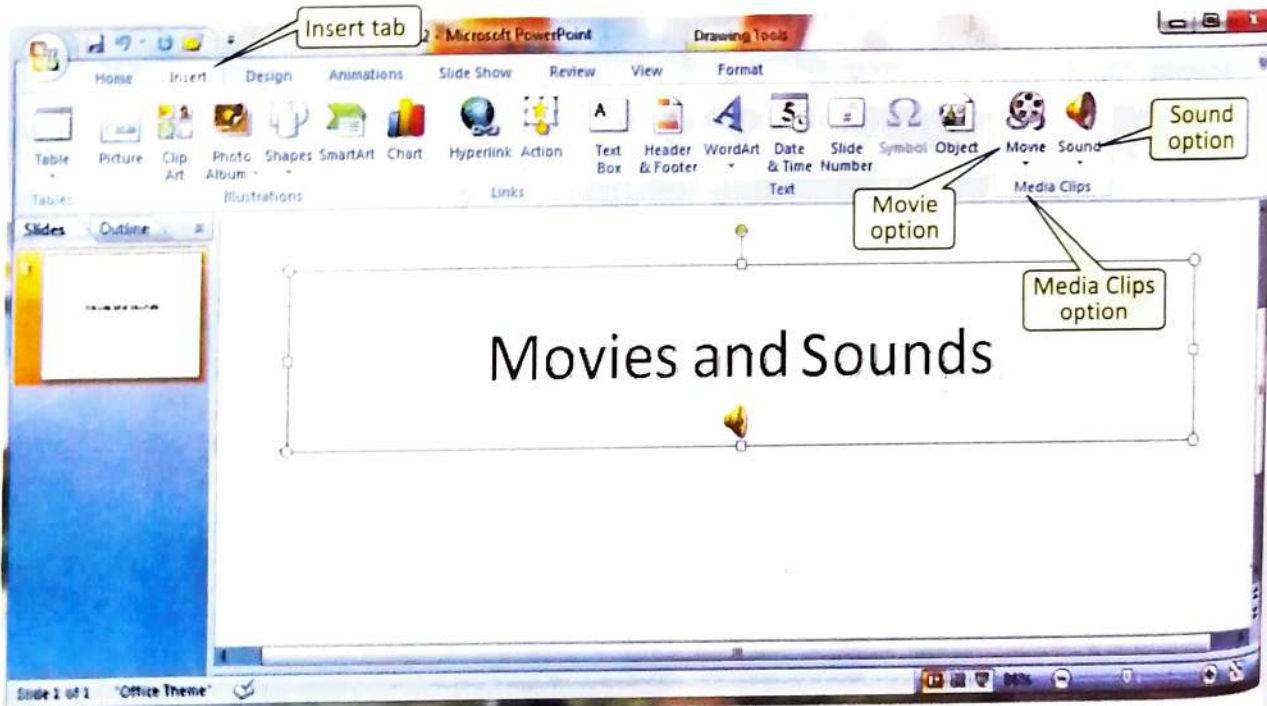 Insert tab
2 - Microsoft PowerPoint
Drawing Tools
Home Insert Design Animations Slide Show Review View Format
Table
Picture
Clip Art
Photo Album
Shapes
SmartArt
Chart
Hyperlink
Action
Text Box
Header & Footer
WordArt
Date & Time
Slide Number
Symbol
Object
Movie
Sound
Sound
option
Tables
Illustrations
Links
Text
Media Clips
Movie
option
Media Clips
option
Slides
Outline
Movies and Sounds
Slide 1 of 1
"Office Theme"
86%